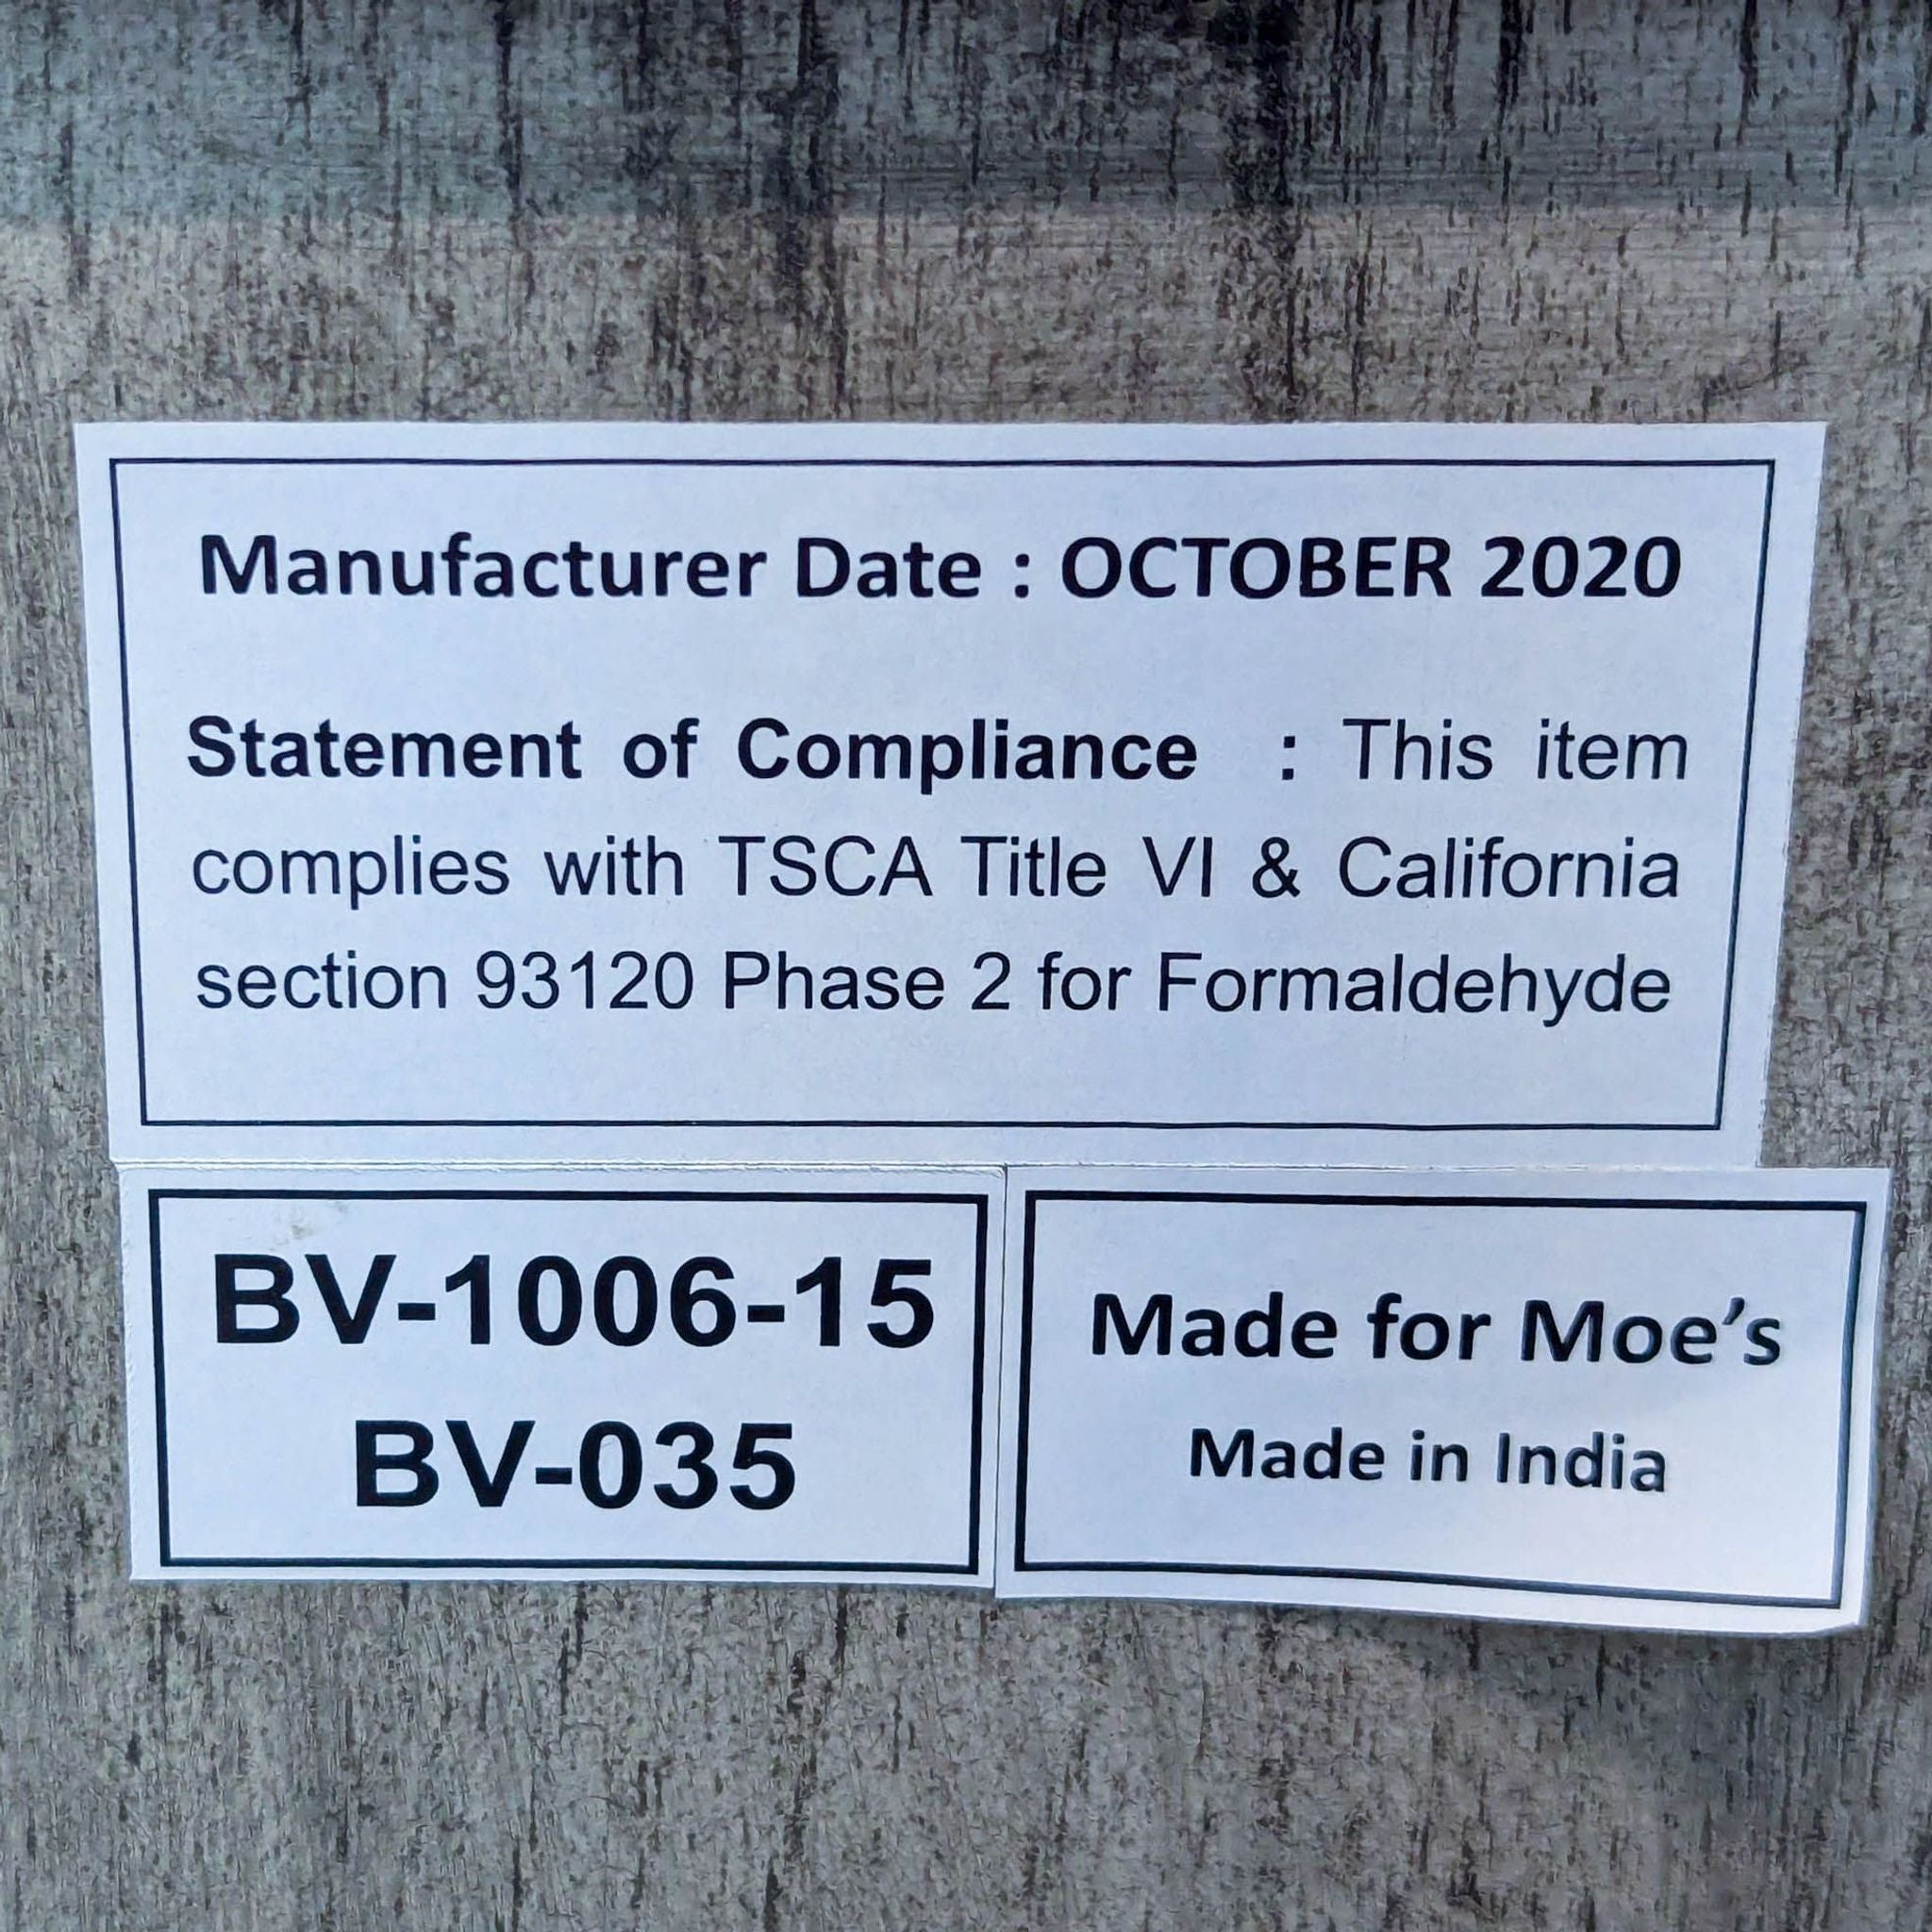 Manufacturer Date : OCTOBER 2020
Statement of Compliance : This item
complies with TSCA Title VI & California
section 93120 Phase 2 for Formaldehyde
BV-1006-15
BV-035
Made for Moe’s
Made in India